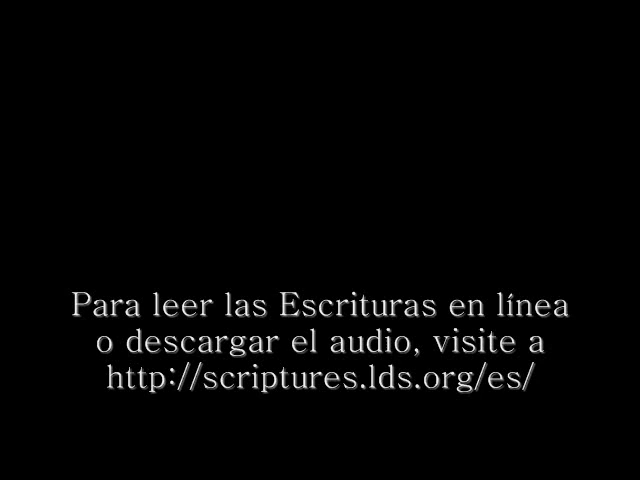 Para leer las Escrituras en línea
o descargar el audio, visite a
http://scriptures.lds.org/es/